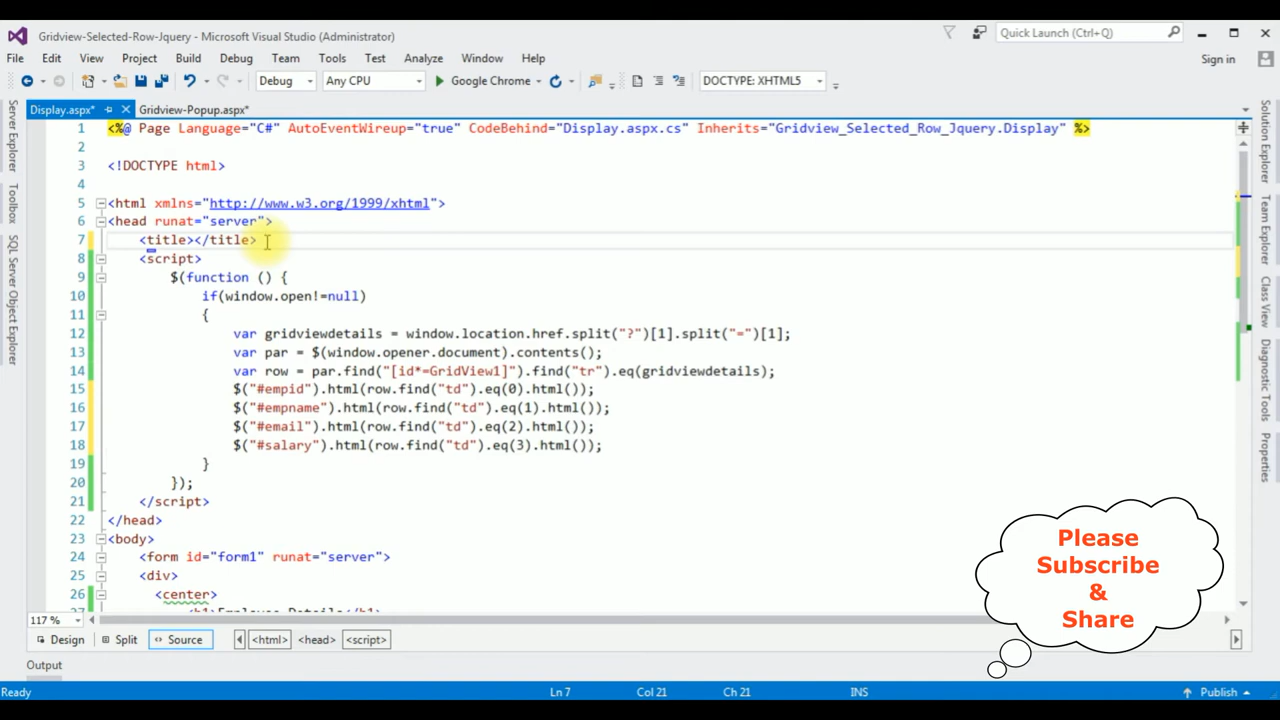 Gridview-Selected-Row-Jquery - Microsoft Visual Studio (Administrator)
Quick Launch (Ctrl+Q)
File Edit View Project Build Debug Team Tools Test Analyze Window Help
Sign in
Debug Any CPU Google Chrome DOCTYPE: XHTML5
Display.aspx* Gridview-Popup.aspx*
1 <%@ Page Language="C#" AutoEventWireup="true" CodeBehind="Display.aspx.cs" Inherits="Gridview_Selected_Row_Jquery.Display" %>
2
3 <!DOCTYPE html>
4
5 <html xmlns="http://www.w3.org/1999/xhtml">
6 <head runat="server">
7 <title></title>
8 <script>
9 $(function () {
10 if(window.open!=null)
11 {
12 var gridviewdetails = window.location.href.split("?")[1].split("=")[1];
13 var par = $(window.opener.document).contents();
14 var row = par.find("[id*=GridView1]").find("tr").eq(gridviewdetails);
15 $("#empid").html(row.find("td").eq(0).html());
16 $("#empname").html(row.find("td").eq(1).html());
17 $("#email").html(row.find("td").eq(2).html());
18 $("#salary").html(row.find("td").eq(3).html());
19 }
20 });
21 </script>
22 </head>
23 <body>
24 <form id="form1" runat="server">
25 <div>
26 <center>
27 <h1>Employee Details</h1>
117 %
Design Split Source <html> <head> <script>
Output
Ready Ln 7 Col 21 Ch 21 INS Publish
Server Explorer
Toolbox
SQL Server Object Explorer
Solution Explorer
Team Explorer
Class View
Diagnostic Tools
Properties
Please
Subscribe
&
Share